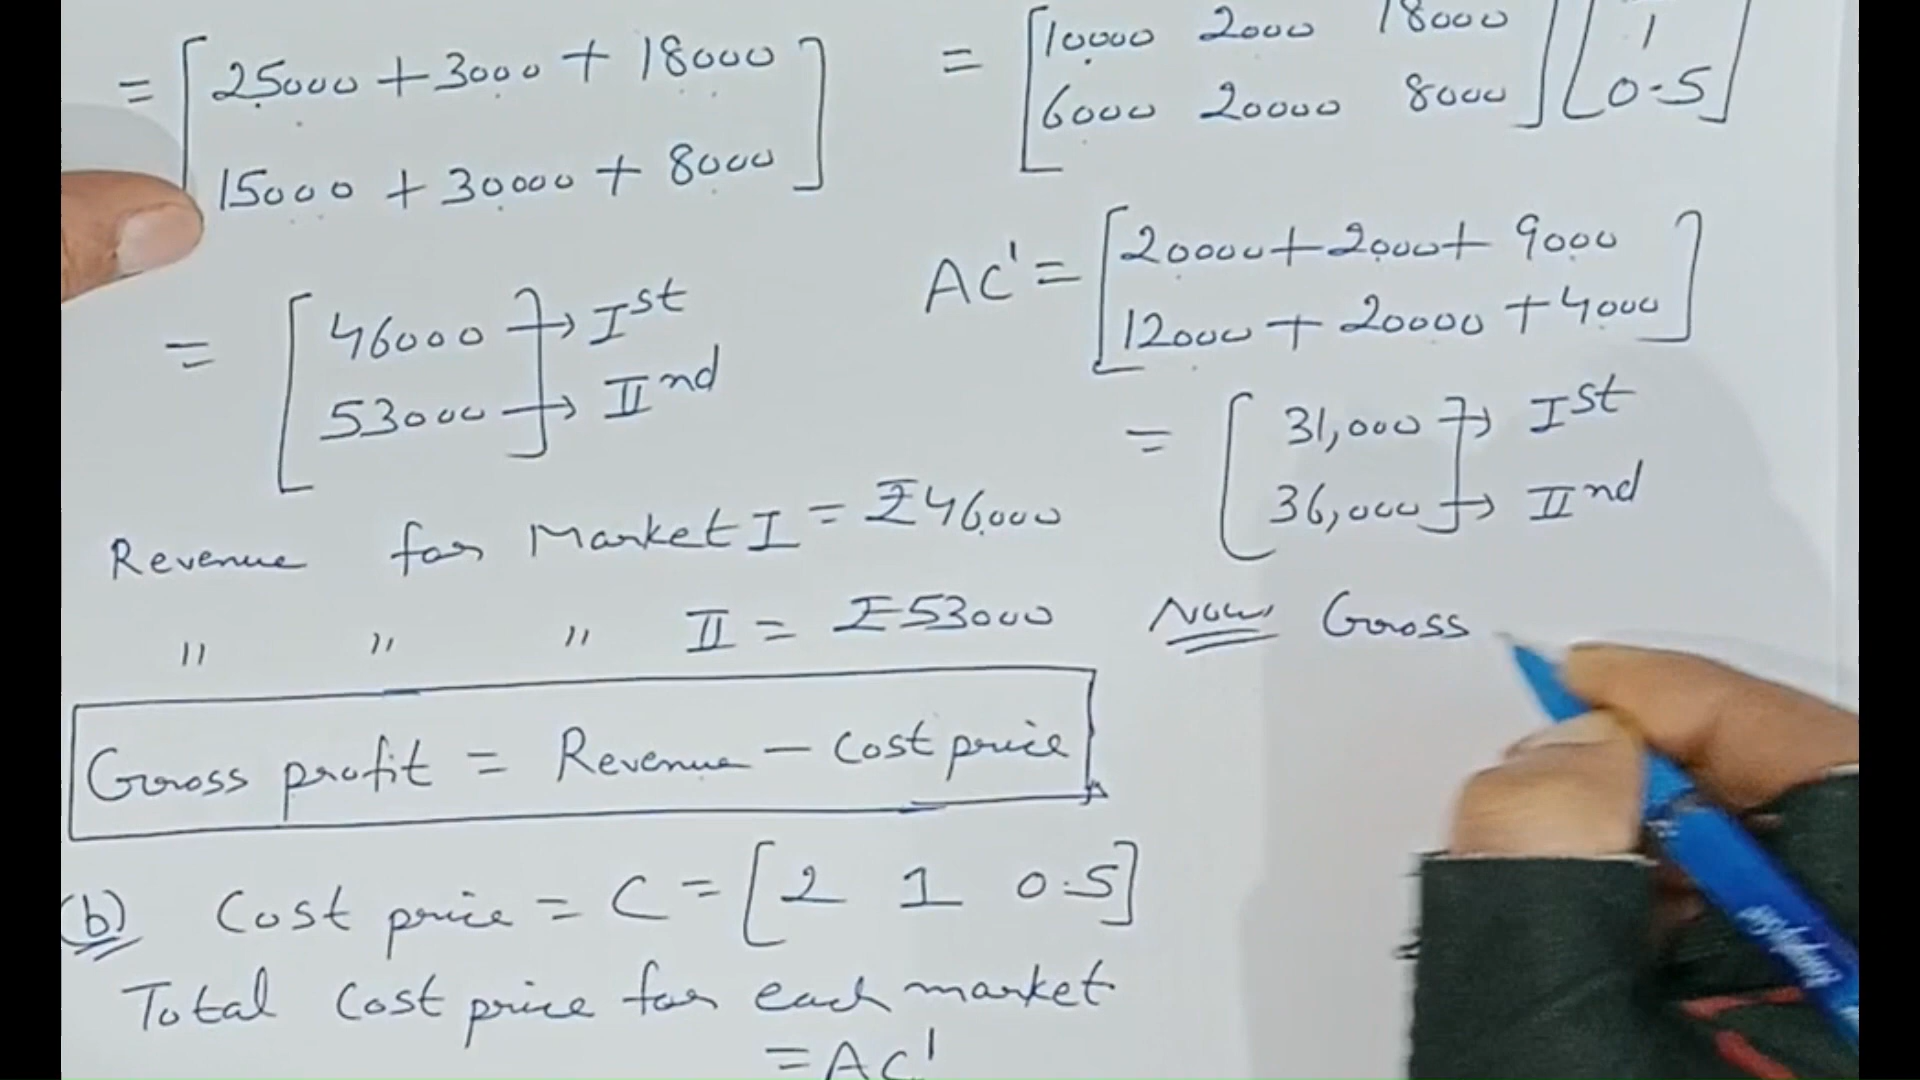 = [25000 + 3000 + 18000
15000 + 30000 + 8000]
= [46000 → Ist
53000] → IInd
Revenue for Market I = ₹46000
" " " II = ₹53000
Gross profit = Revenue - Cost price
(b) Cost price = C = [2 1 0.5]
Total Cost price for each market
= AC'
= [10000 2000 18000
6000 20000 8000] [1
0.5]
AC' = [20000 + 2000 + 9000
12000 + 20000 + 4000]
= [31,000 → Ist
36,000] → IInd
Now Gross